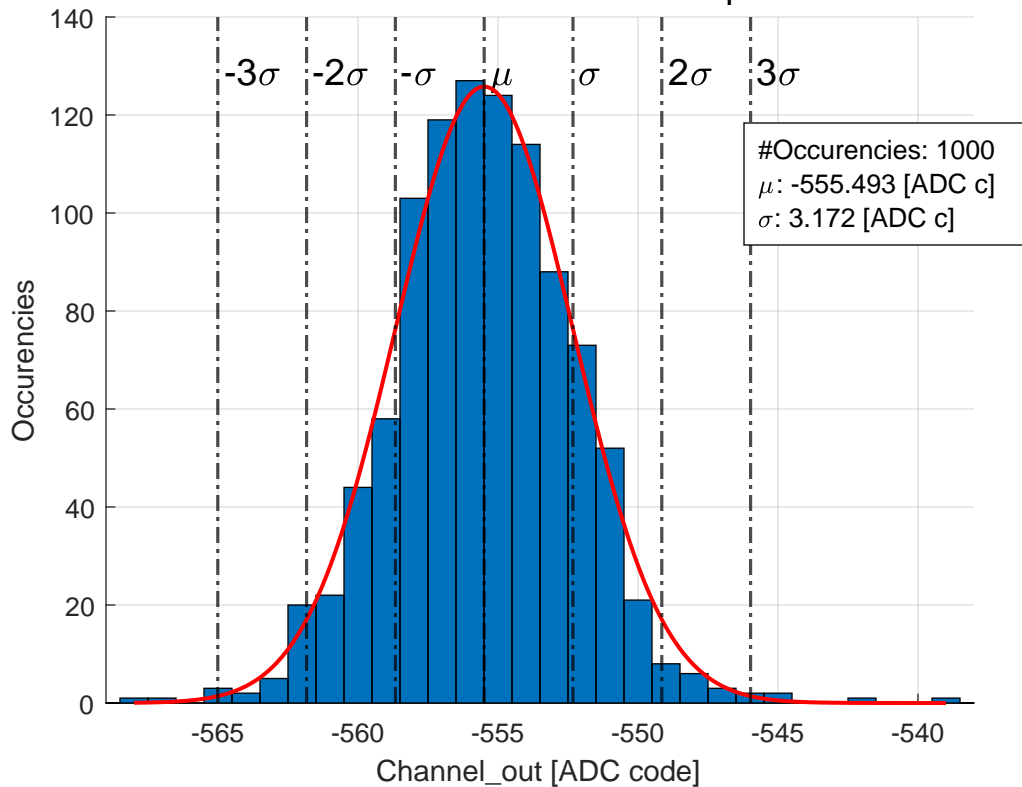 140
120
100
80
60
40
20
0
Occurencies
-3σ
-2σ
-σ
μ
σ
2σ
3σ
#Occurencies: 1000
μ: -555.493 [ADC c]
σ: 3.172 [ADC c]
-565
-560
-555
-550
-545
-540
Channel_out [ADC code]